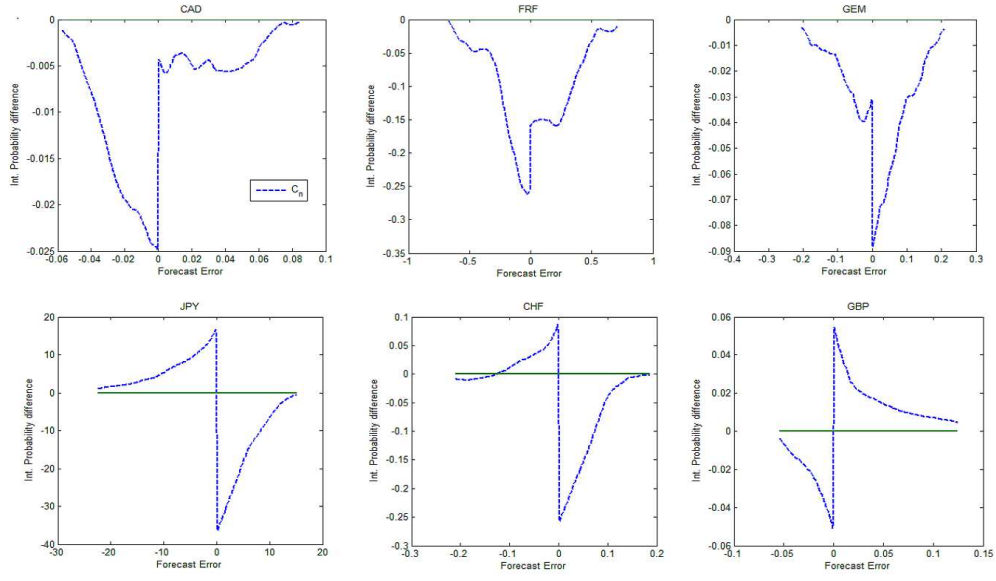 CAD
0
-0.005
-0.01
-0.015
-0.02
-0.025
Int. Probability difference
C_n
-0.06 -0.04 -0.02 0 0.02 0.04 0.06 0.08 0.1
Forecast Error
FRF
0
-0.05
-0.1
-0.15
-0.2
-0.25
-0.3
-0.35
Int. Probability difference
-1 -0.5 0 0.5 1
Forecast Error
GEM
0
-0.01
-0.02
-0.03
-0.04
-0.05
-0.06
-0.07
-0.08
-0.09
Int. Probability difference
-0.4 -0.3 -0.2 -0.1 0 0.1 0.2 0.3 0.4
Forecast Error
JPY
20
10
0
-10
-20
-30
-40
Int. Probability difference
-30 -20 -10 0 10 20
Forecast Error
CHF
0.1
0.05
0
-0.05
-0.1
-0.15
-0.2
-0.25
-0.3
Int. Probability difference
-0.3 -0.2 -0.1 0 0.1 0.2
Forecast Error
GBP
0.06
0.04
0.02
0
-0.02
-0.04
-0.06
Int. Probability difference
-0.1 -0.05 0 0.05 0.1 0.15
Forecast Error